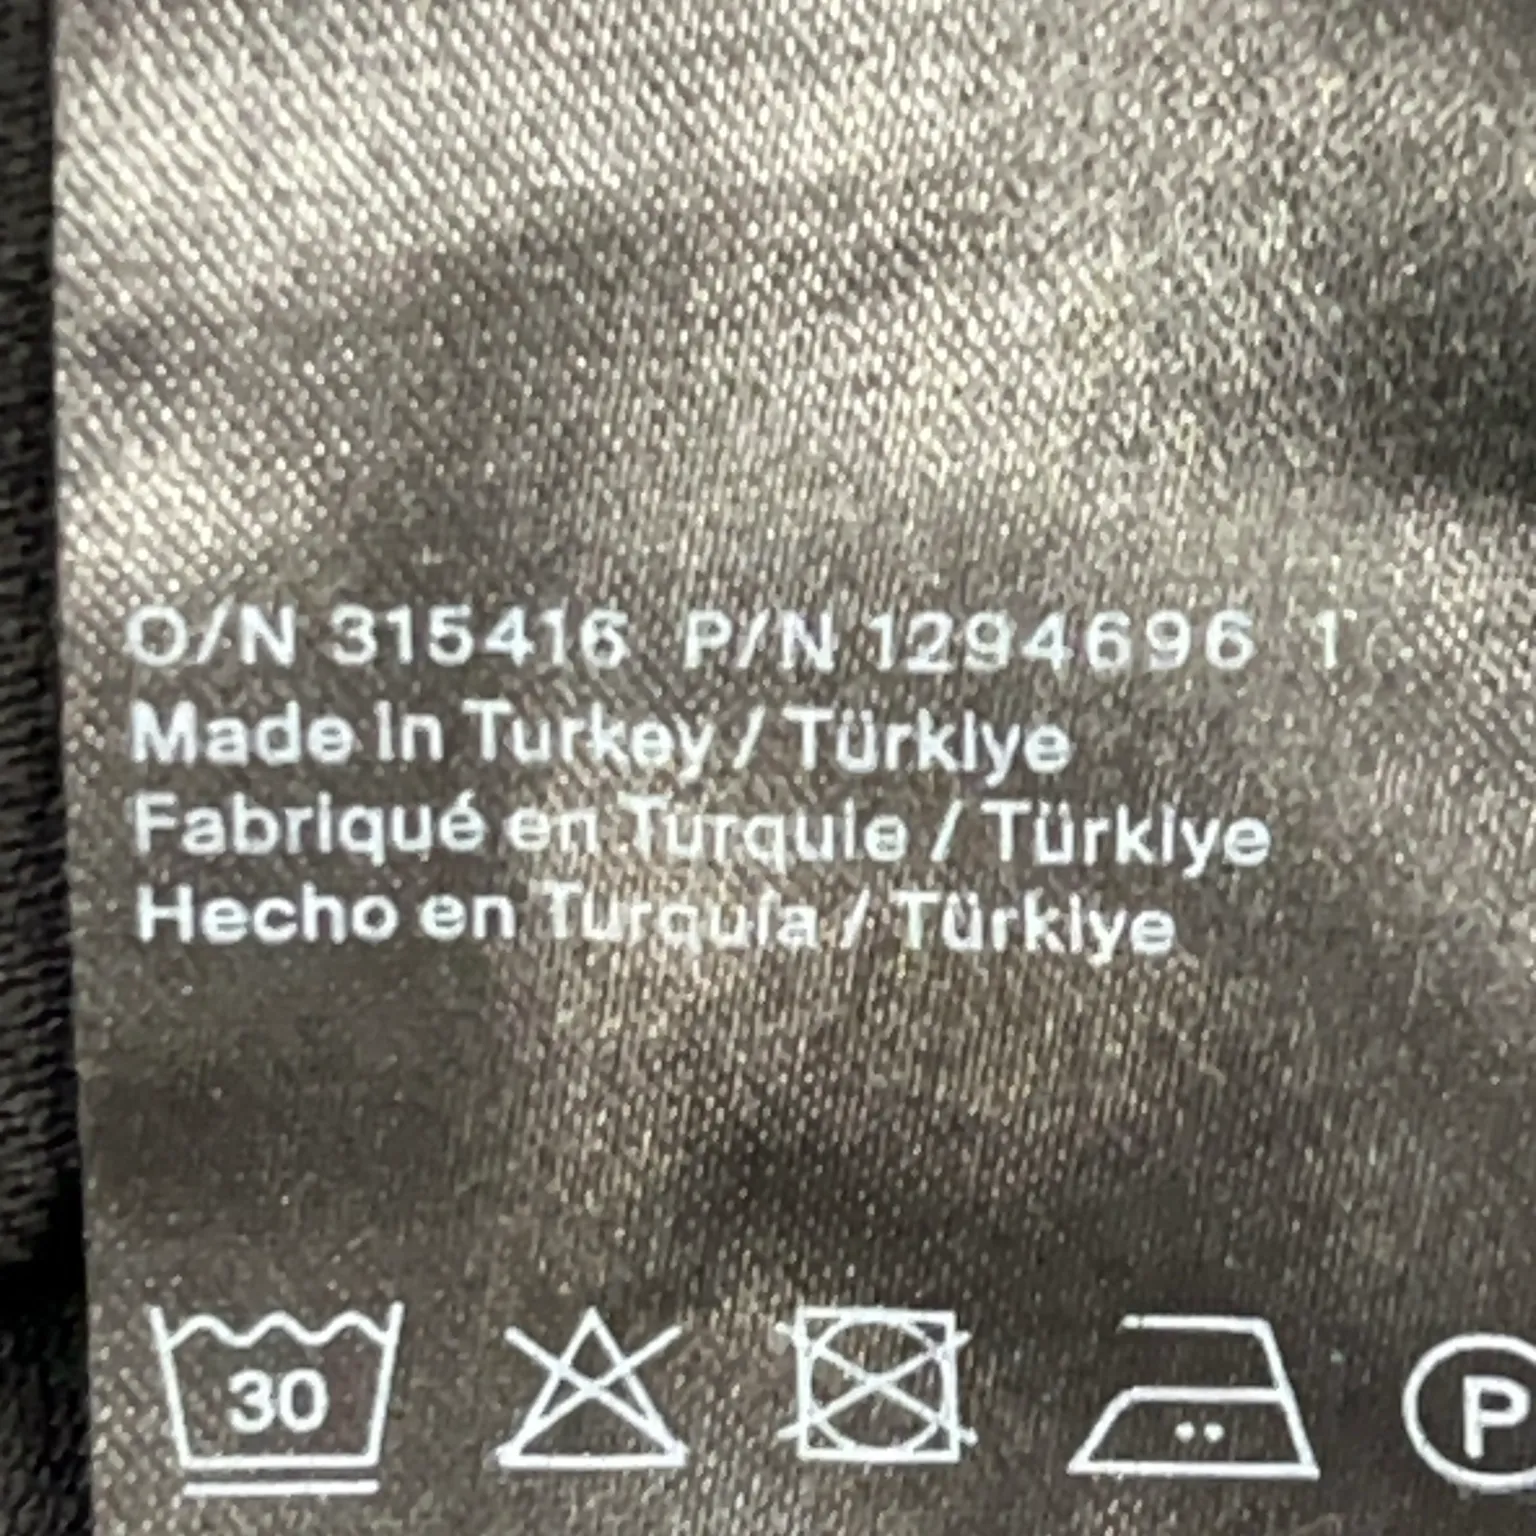 O/N 315416 P/N 1294696 1
Made in Turkey / Türkiye
Fabriqué en Turquie / Türkiye
Hecho en Turquía / Türkiye
30
P